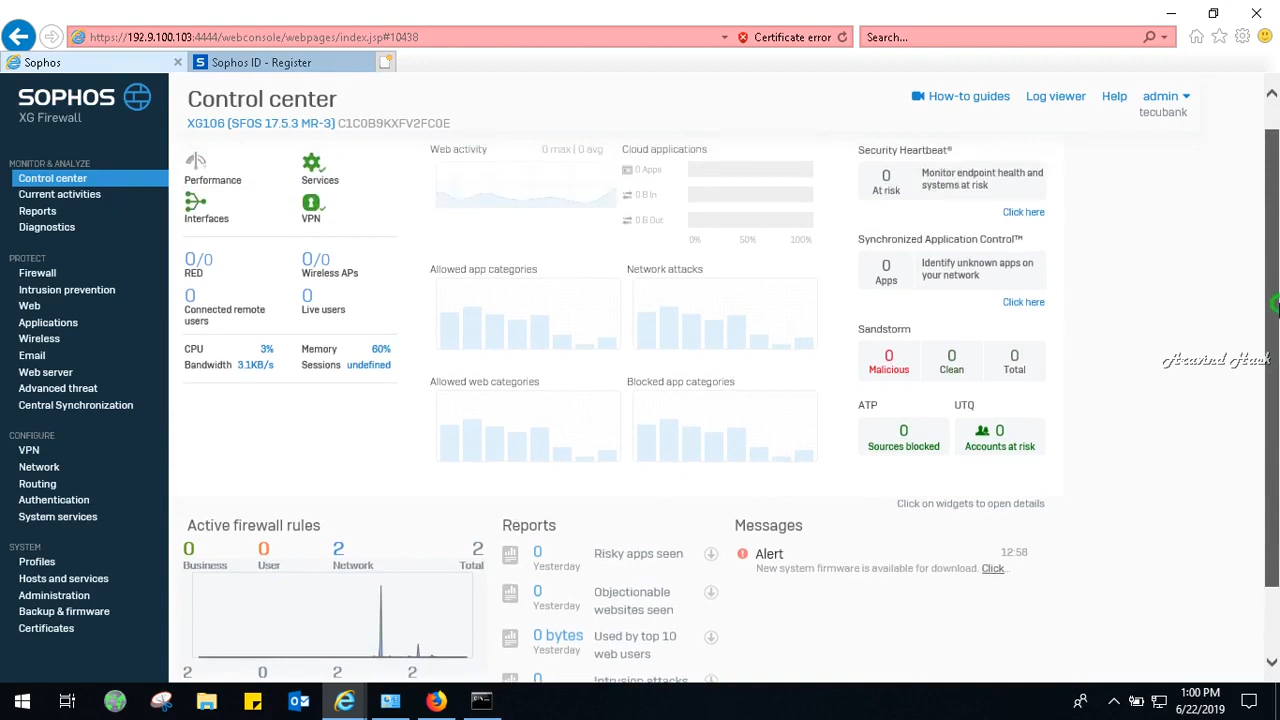 https://192.9.100.103:4444/webconsole/webpages/index.jsp#10438
Certificate error
Search...
Sophos
Sophos ID - Register
SOPHOS
XG Firewall
MONITOR & ANALYZE
Control center
Current activities
Reports
Diagnostics
PROTECT
Firewall
Intrusion prevention
Web
Applications
Wireless
Email
Web server
Advanced threat
Central Synchronization
CONFIGURE
VPN
Network
Routing
Authentication
System services
SYSTEM
Profiles
Hosts and services
Administration
Backup & firmware
Certificates
Control center
XG106 (SFOS 17.5.3 MR-3) C1C0B9KXFV2FC0E
How-to guides
Log viewer
Help
admin
tecubank
Performance
Services
Interfaces
VPN
0/0
RED
0/0
Wireless APs
0
Connected remote
users
0
Live users
CPU 3%
Memory 60%
Bandwidth 3.1KB/s
Sessions undefined
Web activity 0 max | 0 avg
Cloud applications
0 Apps
0 B In
0 B Out
0% 50% 100%
Allowed app categories
Network attacks
Allowed web categories
Blocked app categories
Security Heartbeat®
0
At risk
Monitor endpoint health and
systems at risk
Click here
Synchronized Application Control™
0
Apps
Identify unknown apps on
your network
Click here
Sandstorm
0
Malicious
0
Clean
0
Total
ATP
0
Sources blocked
UTQ
0
Accounts at risk
Click on widgets to open details
Active firewall rules
0
Business
0
User
2
Network
2
Total
2 0 2 2
Reports
0
Yesterday
Risky apps seen
0
Yesterday
Objectionable
websites seen
0 bytes
Yesterday
Used by top 10
web users
0
Intrusion attacks
Messages
Alert
12:58
New system firmware is available for download. Click...
Aravind Hack
1:00 PM
6/22/2019